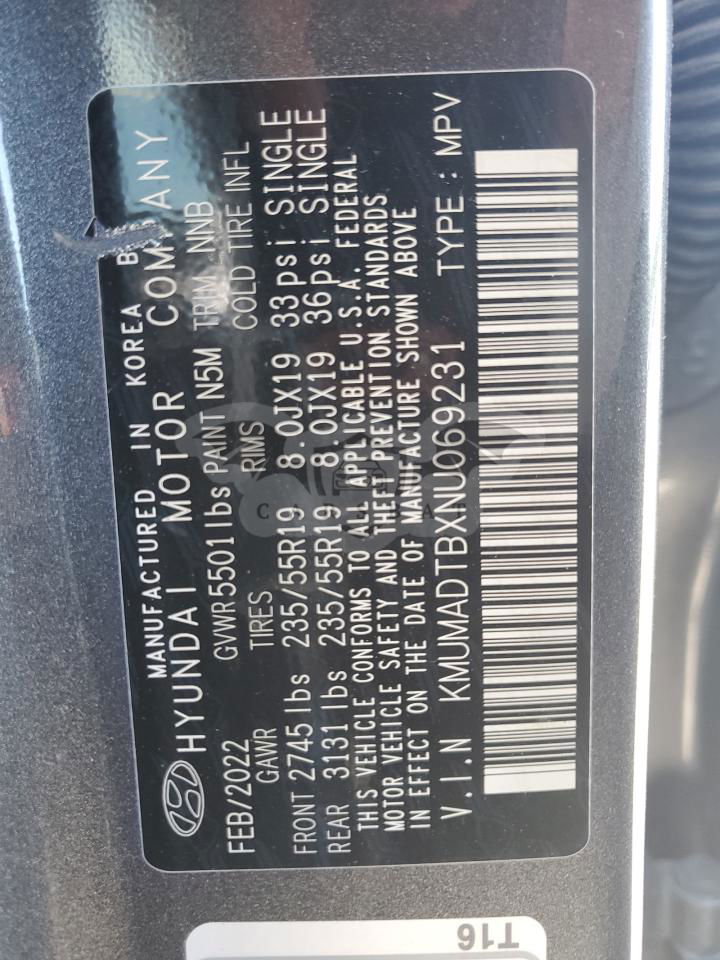 MANUFACTURED IN KOREA B
HYUNDAI MOTOR COMPANY
FEB/2022 GVWR 5501 lbs PAINT N5M TRIM NNB
GAWR TIRES RIMS COLD TIRE INFL
FRONT 2745 lbs 235/55R19 8.0JX19 33psi SINGLE
REAR 3131 lbs 235/55R19 8.0JX19 36psi SINGLE
THIS VEHICLE CONFORMS TO ALL APPLICABLE U.S.A. FEDERAL
MOTOR VEHICLE SAFETY AND THEFT PREVENTION STANDARDS
IN EFFECT ON THE DATE OF MANUFACTURE SHOWN ABOVE
V.I.N KMUMADTBXNU069231 TYPE : MPV
T16